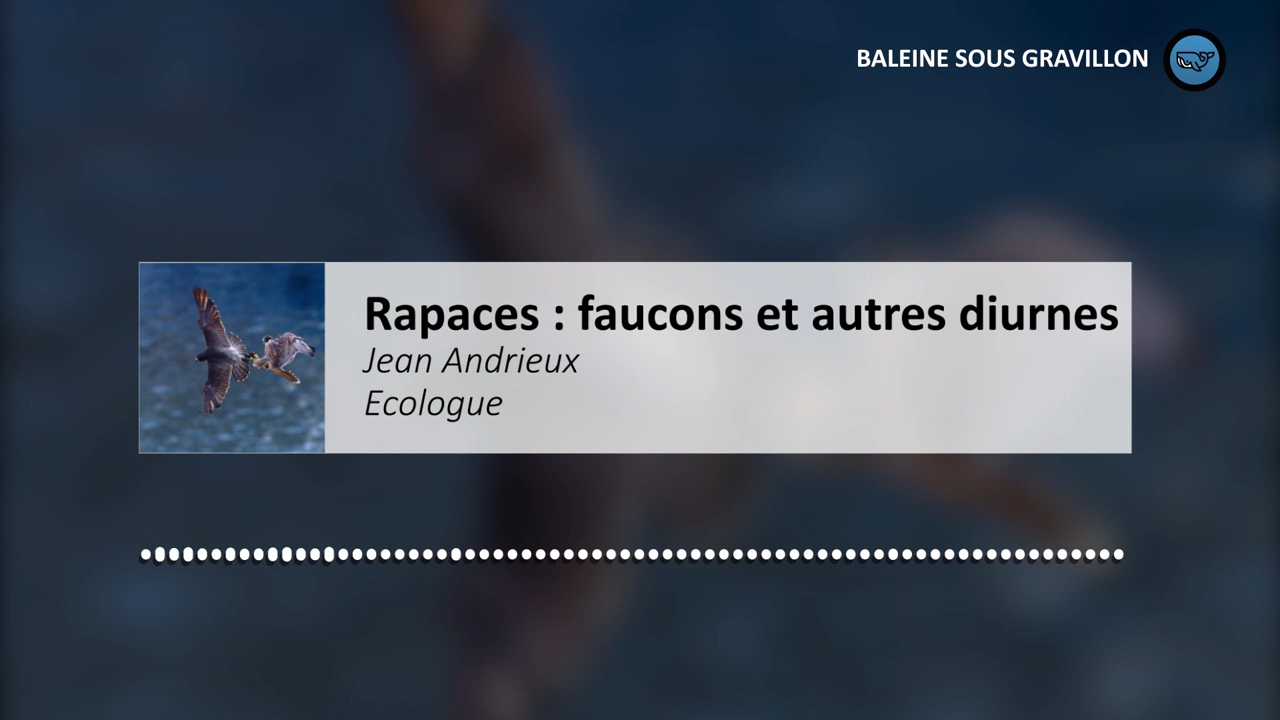 BALEINE SOUS GRAVILLON
Rapaces : faucons et autres diurnes
Jean Andrieux
Ecologue